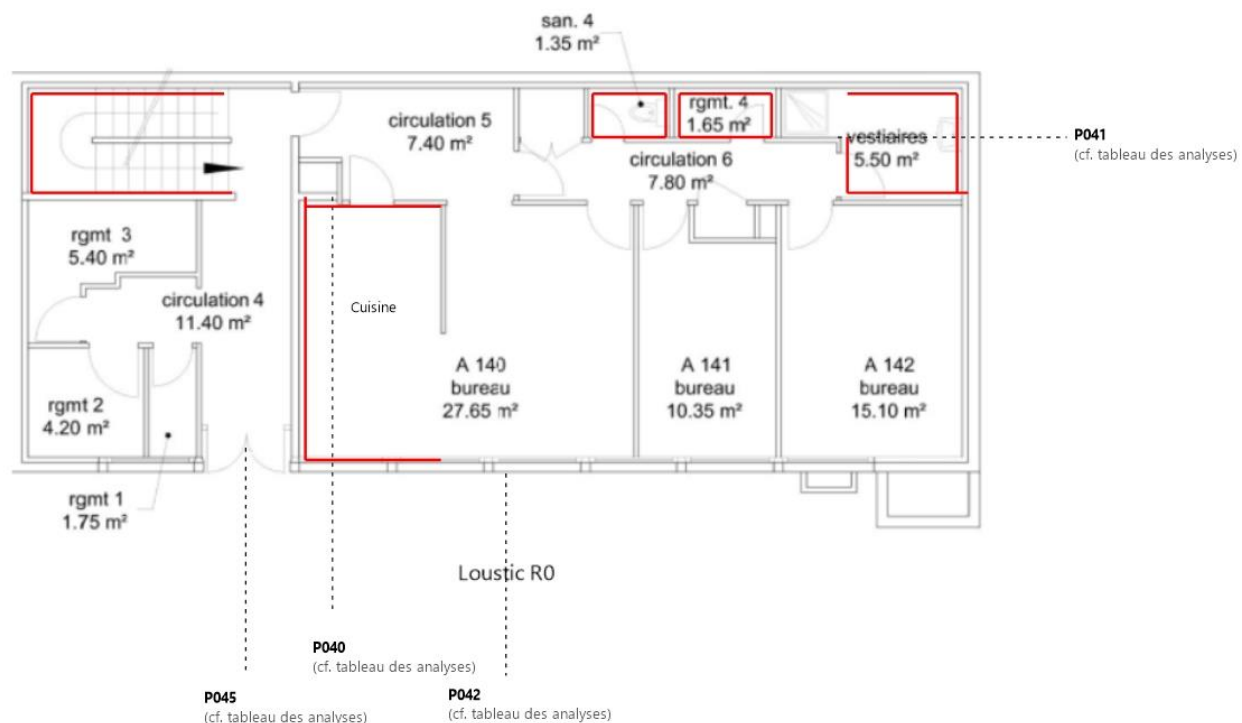 san. 4
1.35 m²
circulation 5
7.40 m²
rgmt. 4
1.65 m²
circulation 6
7.80 m²
vestiaires
5.50 m²
P041
(cf. tableau des analyses)
rgmt 3
5.40 m²
circulation 4
11.40 m²
Cuisine
A 140
bureau
27.65 m²
A 141
bureau
10.35 m²
A 142
bureau
15.10 m²
rgmt 2
4.20 m²
rgmt 1
1.75 m²
Loustic R0
P040
(cf. tableau des analyses)
P045
(cf. tableau des analyses)
P042
(cf. tableau des analyses)